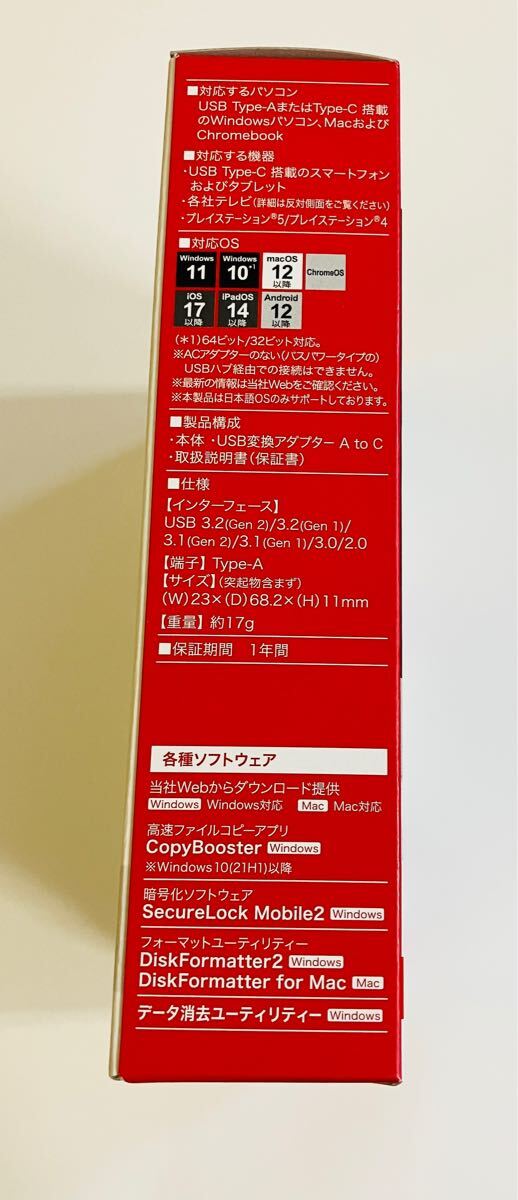 ■対応するパソコン
USB Type-AまたはType-C 搭載
のWindowsパソコン、Macおよび
Chromebook
■対応する機器
・USB Type-C 搭載のスマートフォン
およびタブレット
・各社テレビ(詳細は反対側面をご覧ください)
・プレイステーション®5/プレイステーション®4
■対応OS
Windows 11
Windows 10*1
macOS 12 以降
ChromeOS
iOS 17 以降
iPadOS 14 以降
Android 12 以降
(*1)64ビット/32ビット対応。
※ACアダプターのない(バスパワータイプの)
USBハブ経由での接続はできません。
※最新の情報は当社Webをご確認ください。
※本製品は日本語OSのみサポートしております。
■製品構成
・本体 ・USB変換アダプター A to C
・取扱説明書(保証書)
■仕様
【インターフェース】
USB 3.2(Gen 2)/3.2(Gen 1)/
3.1(Gen 2)/3.1(Gen 1)/3.0/2.0
【端子】Type-A
【サイズ】(突起物含まず)
(W)23×(D)68.2×(H)11mm
【重量】約17g
■保証期間 1年間
各種ソフトウェア
当社Webからダウンロード提供
Windows Windows対応 Mac Mac対応
高速ファイルコピーアプリ
CopyBooster Windows
※Windows10(21H1)以降
暗号化ソフトウェア
SecureLock Mobile2 Windows
フォーマットユーティリティー
DiskFormatter2 Windows
DiskFormatter for Mac Mac
データ消去ユーティリティー Windows